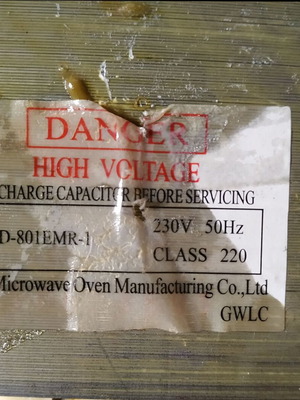 DANGER
HIGH VOLTAGE
CHARGE CAPACITOR BEFORE SERVICING
D-801EMR-1
230V 50Hz
CLASS 220
Microwave Oven Manufacturing Co.,Ltd
GWLC